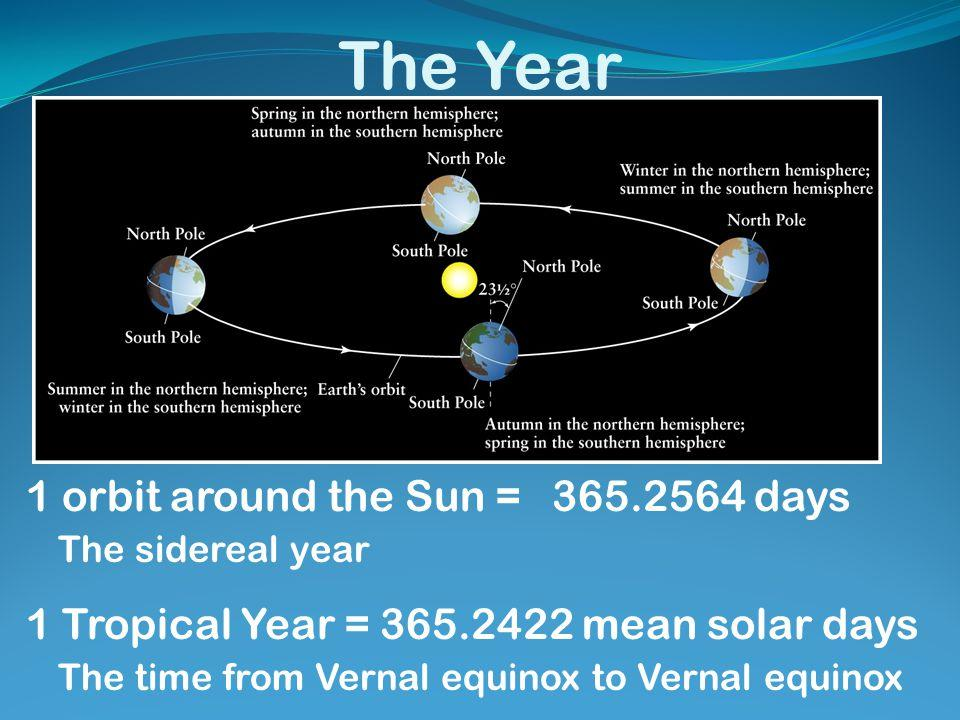 The Year
Spring in the northern hemisphere;
autumn in the southern hemisphere
North Pole
Winter in the northern hemisphere;
summer in the southern hemisphere
North Pole
North Pole
South Pole
North Pole
23½°
South Pole
South Pole
Summer in the northern hemisphere;
winter in the southern hemisphere
Earth's orbit
South Pole
Autumn in the northern hemisphere;
spring in the southern hemisphere
1 orbit around the Sun = 365.2564 days
The sidereal year
1 Tropical Year = 365.2422 mean solar days
The time from Vernal equinox to Vernal equinox